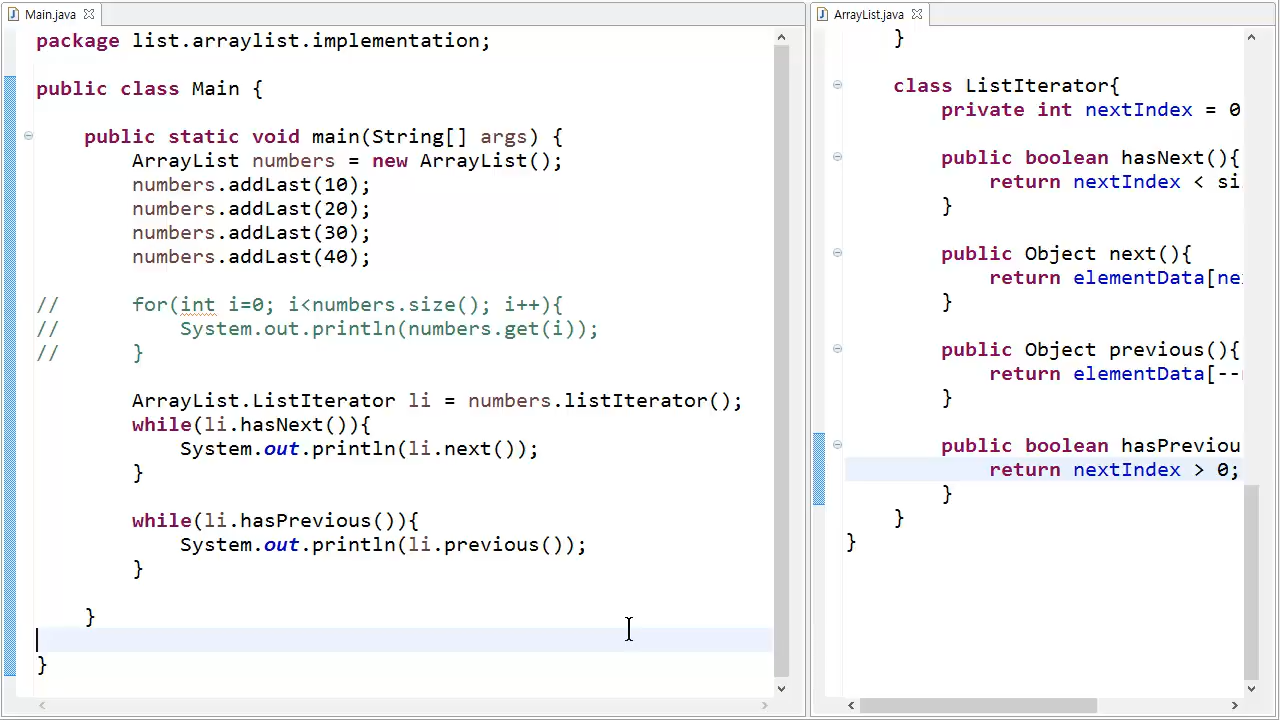 Main.java
package list.arraylist.implementation;
public class Main {
public static void main(String[] args) {
ArrayList numbers = new ArrayList();
numbers.addLast(10);
numbers.addLast(20);
numbers.addLast(30);
numbers.addLast(40);
// for(int i=0; i<numbers.size(); i++){
// System.out.println(numbers.get(i));
// }
ArrayList.ListIterator li = numbers.listIterator();
while(li.hasNext()){
System.out.println(li.next());
}
while(li.hasPrevious()){
System.out.println(li.previous());
}
}
}
ArrayList.java
}
class ListIterator{
private int nextIndex = 0
public boolean hasNext(){
return nextIndex < si
}
public Object next(){
return elementData[ne
}
public Object previous(){
return elementData[--
}
public boolean hasPreviou
return nextIndex > 0;
}
}
}